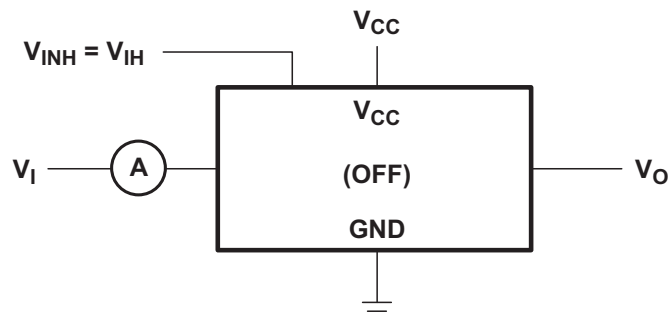 V_CC
V_INH = V_IH
V_CC
V_I
A
(OFF)
V_O
GND